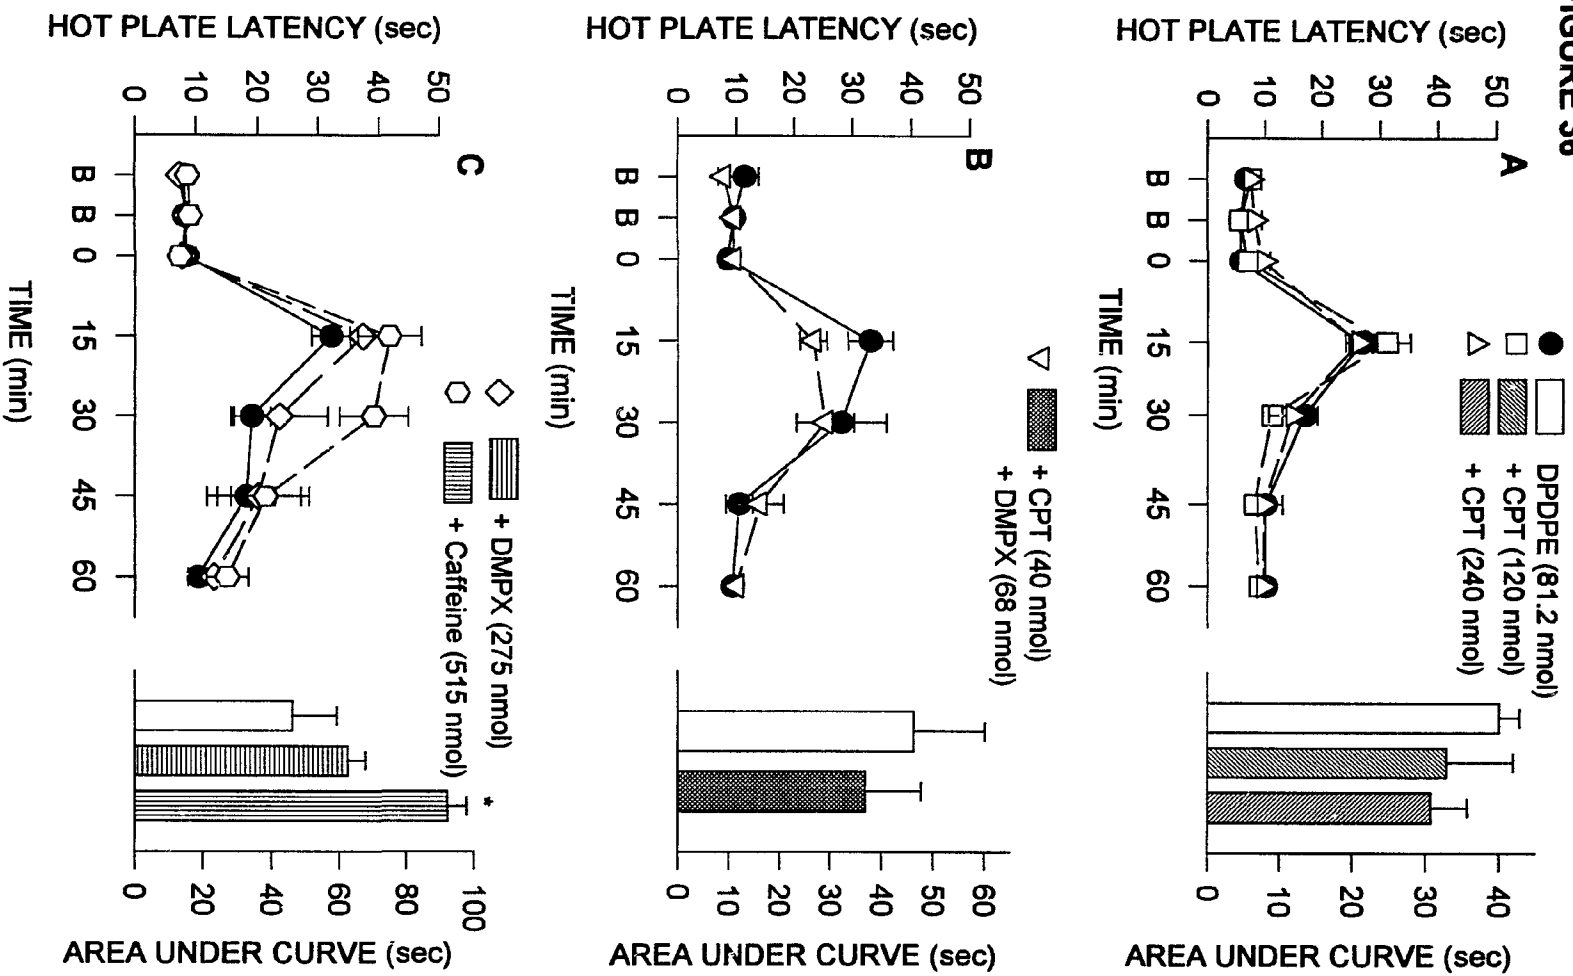 FIGURE 36
A
DPDPE (81.2 nmol)
+ CPT (120 nmol)
+ CPT (240 nmol)
HOT PLATE LATENCY (sec)
0 10 20 30 40 50
B B 0 15 30 45 60
TIME (min)
0 10 20 30 40
AREA UNDER CURVE (sec)
B
+ CPT (40 nmol)
+ DMPX (68 nmol)
HOT PLATE LATENCY (sec)
0 10 20 30 40 50
B B 0 15 30 45 60
TIME (min)
0 10 20 30 40 50 60
AREA UNDER CURVE (sec)
C
+ DMPX (275 nmol)
+ Caffeine (515 nmol)
HOT PLATE LATENCY (sec)
0 10 20 30 40 50
B B 0 15 30 45 60
TIME (min)
*
0 20 40 60 80 100
AREA UNDER CURVE (sec)